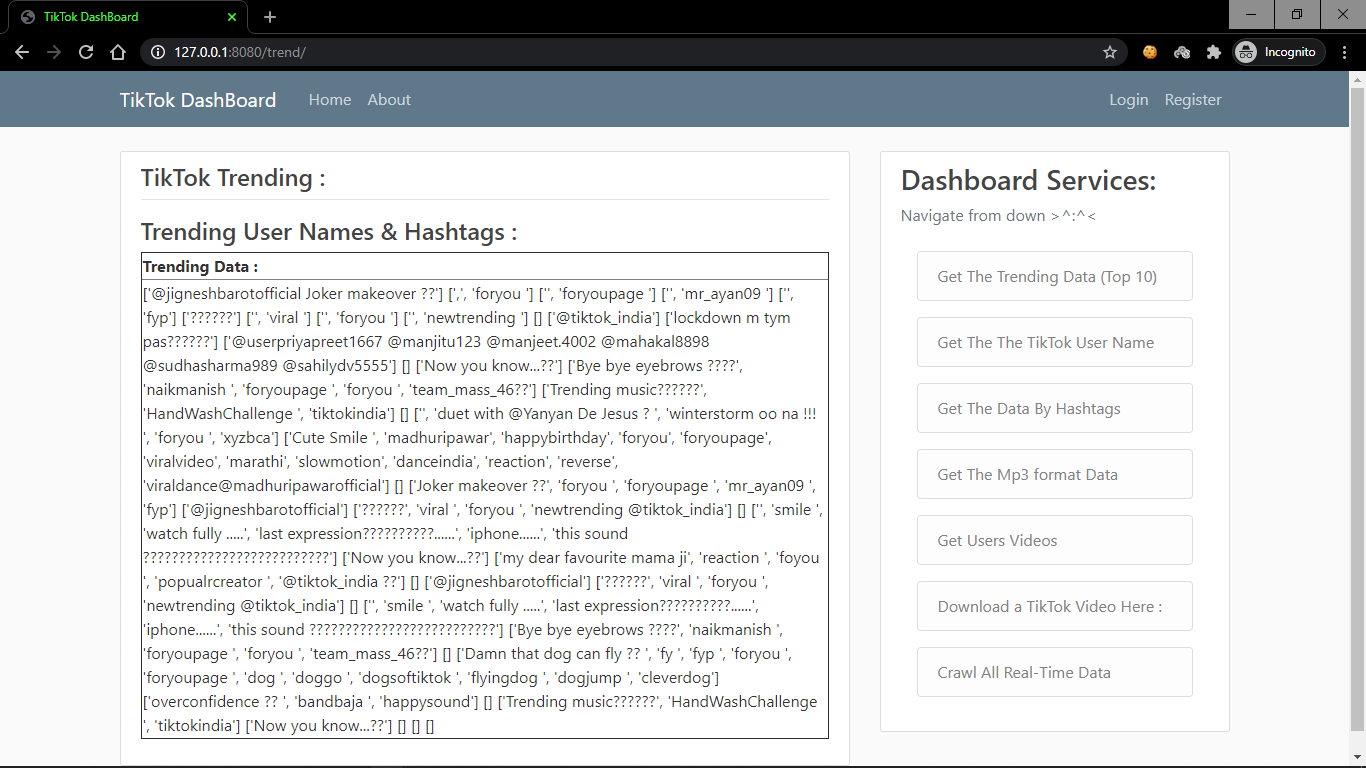 TikTok DashBoard
127.0.0.1:8080/trend/
Incognito
TikTok DashBoard
Home
About
Login
Register
TikTok Trending :
Trending User Names & Hashtags :
Trending Data :
['@jigneshbarotofficial Joker makeover ??'] [',', 'foryou '] ['', 'foryoupage '] ['', 'mr_ayan09 '] ['',
'fyp'] ['??????'] ['', 'viral '] ['', 'foryou '] ['', 'newtrending '] [] ['@tiktok_india'] ['lockdown m tym
pas??????'] ['@userpriyapreet1667 @manjitu123 @manjeet.4002 @mahakal8898
@sudhasharma989 @sahilydv5555'] [] ['Now you know...??'] ['Bye bye eyebrows ????',
'naikmanish ', 'foryoupage ', 'foryou ', 'team_mass_46??'] ['Trending music??????',
'HandWashChallenge ', 'tiktokindia'] [] ['', 'duet with @Yanyan De Jesus ? ', 'winterstorm oo na !!!
', 'foryou ', 'xyzbca'] ['Cute Smile ', 'madhuripawar', 'happybirthday', 'foryou', 'foryoupage',
'viralvideo', 'marathi', 'slowmotion', 'danceindia', 'reaction', 'reverse',
'viraldance@madhuripawarofficial'] [] ['Joker makeover ??', 'foryou ', 'foryoupage ', 'mr_ayan09 ',
'fyp'] ['@jigneshbarotofficial'] ['??????', 'viral ', 'foryou ', 'newtrending @tiktok_india'] [] ['', 'smile ',
'watch fully .....', 'last expression??????????......', 'iphone......', 'this sound
??????????????????????????'] ['Now you know...??'] ['my dear favourite mama ji', 'reaction ', 'foyou
', 'popualrcreator ', '@tiktok_india ??'] [] ['@jigneshbarotofficial'] ['??????', 'viral ', 'foryou ',
'newtrending @tiktok_india'] [] ['', 'smile ', 'watch fully .....', 'last expression??????????......',
'iphone......', 'this sound ??????????????????????????'] ['Bye bye eyebrows ????', 'naikmanish ',
'foryoupage ', 'foryou ', 'team_mass_46??'] [] ['Damn that dog can fly ?? ', 'fy ', 'fyp ', 'foryou ',
'foryoupage ', 'dog ', 'doggo ', 'dogsoftiktok ', 'flyingdog ', 'dogjump ', 'cleverdog']
['overconfidence ?? ', 'bandbaja ', 'happysound'] [] ['Trending music??????', 'HandWashChallenge
', 'tiktokindia'] ['Now you know...??'] [] [] []
Dashboard Services:
Navigate from down >^:^<
Get The Trending Data (Top 10)
Get The The TikTok User Name
Get The Data By Hashtags
Get The Mp3 format Data
Get Users Videos
Download a TikTok Video Here :
Crawl All Real-Time Data